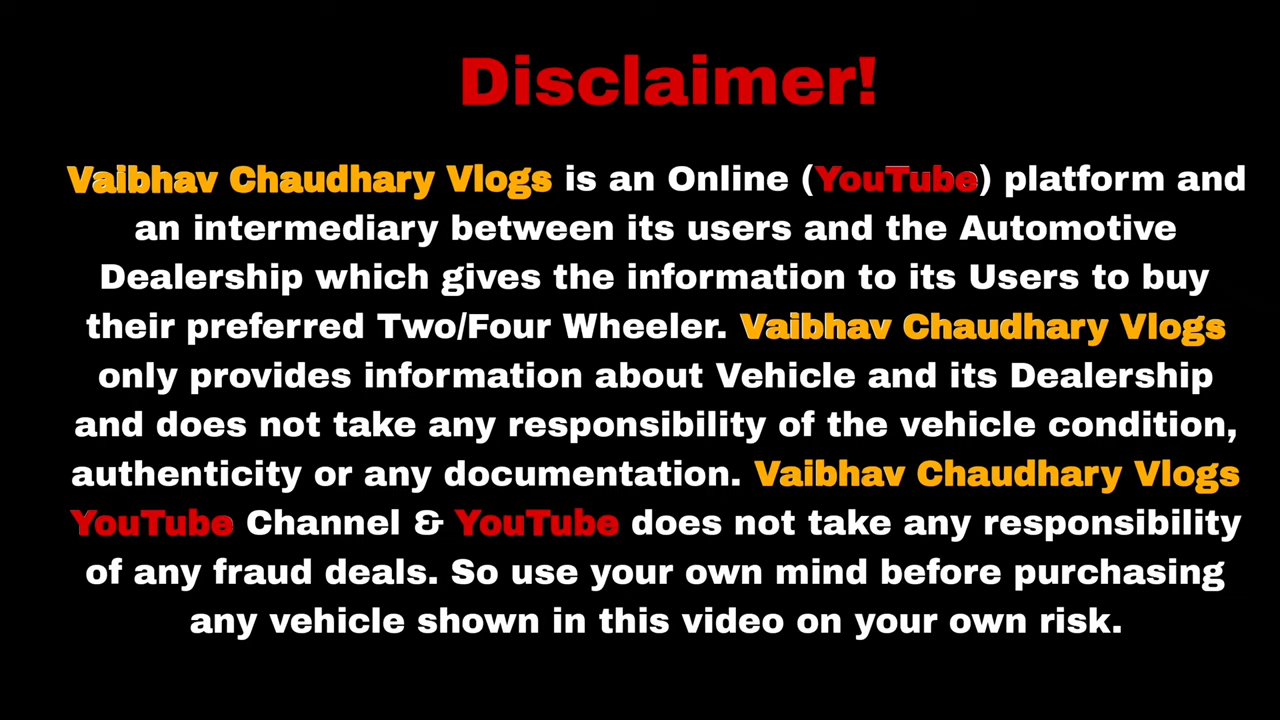 Disclaimer!
Vaibhav Chaudhary Vlogs is an Online (YouTube) platform and
an intermediary between its users and the Automotive
Dealership which gives the information to its Users to buy
their preferred Two/Four Wheeler. Vaibhav Chaudhary Vlogs
only provides information about Vehicle and its Dealership
and does not take any responsibility of the vehicle condition,
authenticity or any documentation. Vaibhav Chaudhary Vlogs
YouTube Channel & YouTube does not take any responsibility
of any fraud deals. So use your own mind before purchasing
any vehicle shown in this video on your own risk.